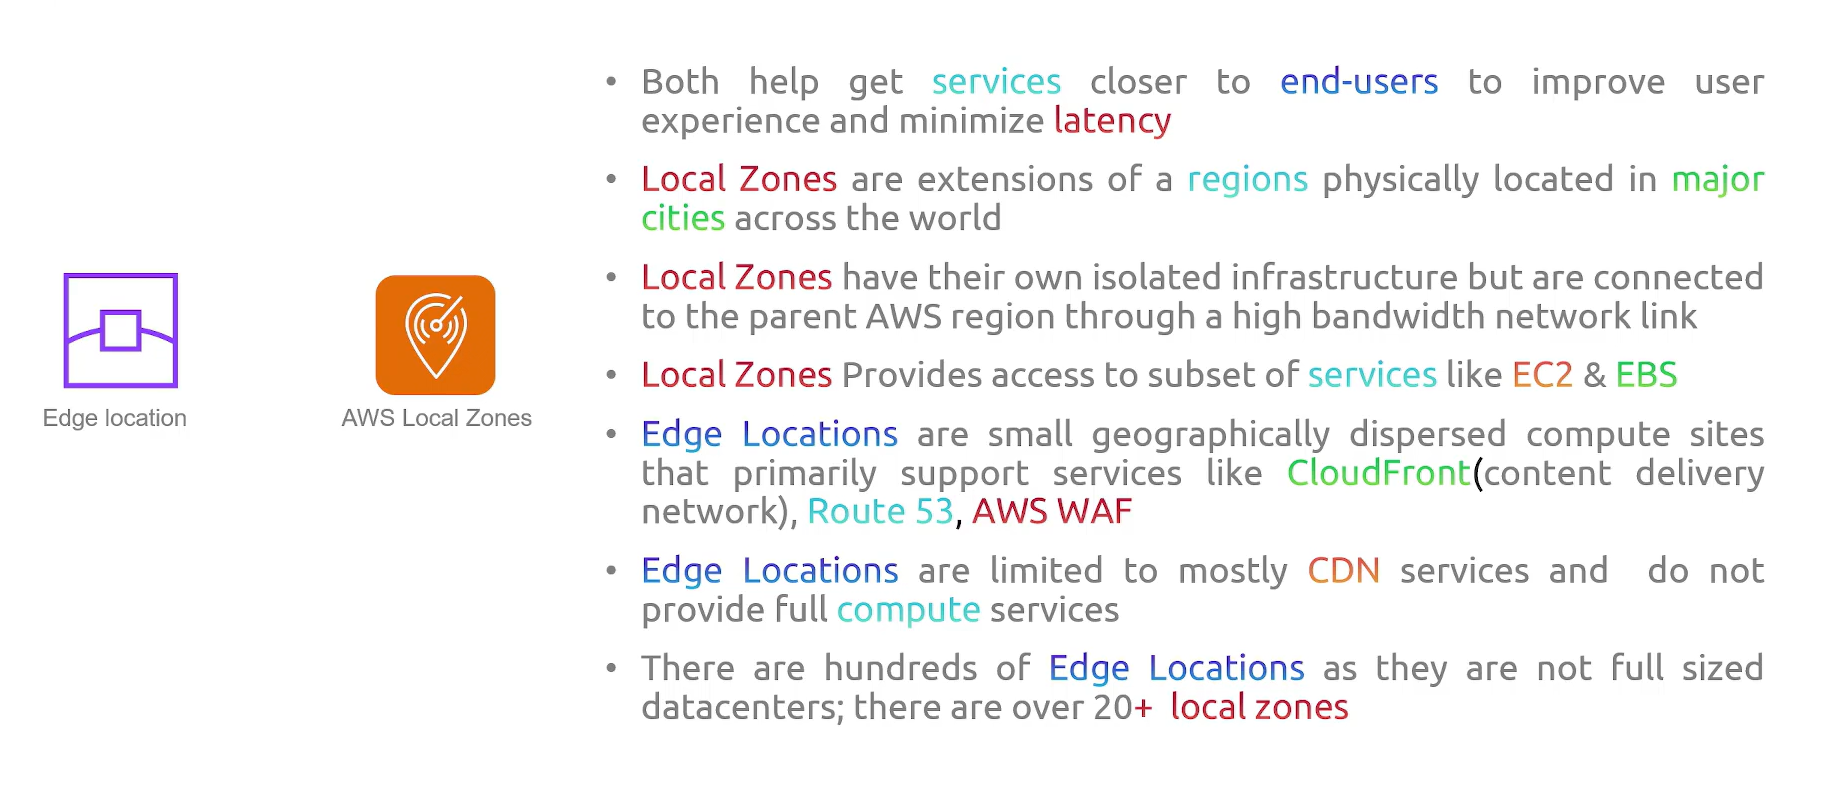 • Both help get services closer to end-users to improve user
experience and minimize latency
• Local Zones are extensions of a regions physically located in major
cities across the world
• Local Zones have their own isolated infrastructure but are connected
to the parent AWS region through a high bandwidth network link
• Local Zones Provides access to subset of services like EC2 & EBS
• Edge Locations are small geographically dispersed compute sites
that primarily support services like CloudFront(content delivery
network), Route 53, AWS WAF
• Edge Locations are limited to mostly CDN services and do not
provide full compute services
• There are hundreds of Edge Locations as they are not full sized
datacenters; there are over 20+ local zones
Edge location
AWS Local Zones